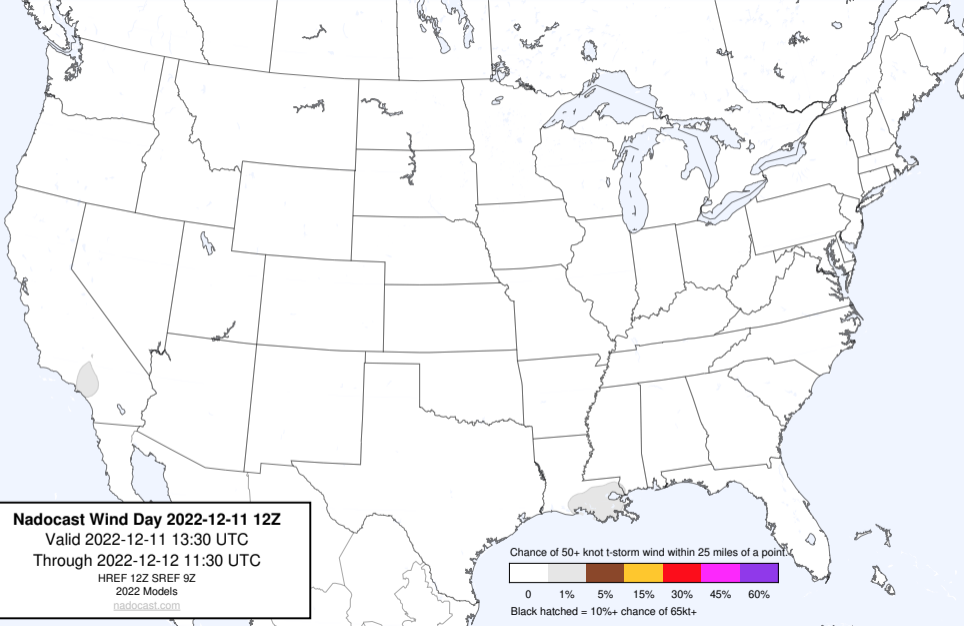 Nadocast Wind Day 2022-12-11 12Z
Valid 2022-12-11 13:30 UTC
Through 2022-12-12 11:30 UTC
HREF 12Z SREF 9Z
2022 Models
nadocast.com
Chance of 50+ knot t-storm wind within 25 miles of a point.
0 1% 5% 15% 30% 45% 60%
Black hatched = 10%+ chance of 65kt+